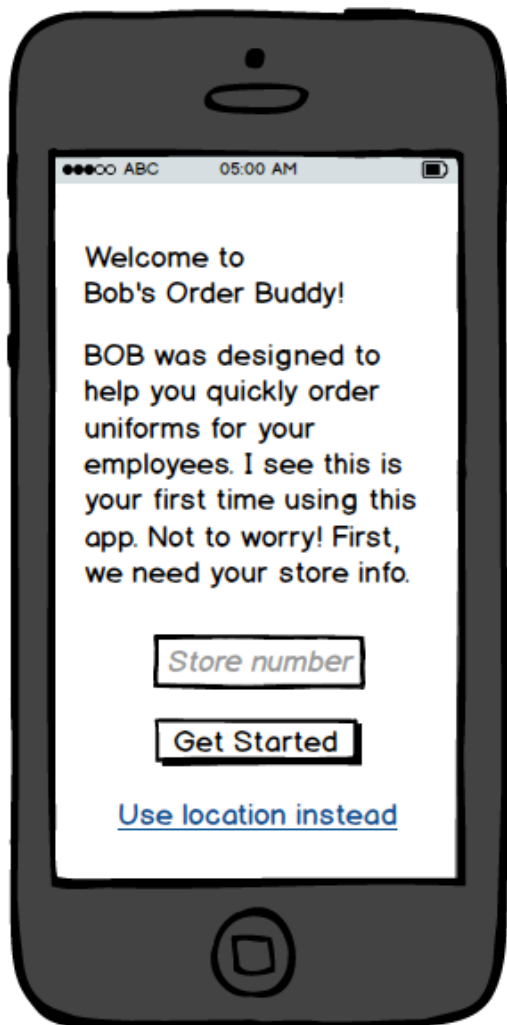 ABC 05:00 AM
Welcome to
Bob's Order Buddy!
BOB was designed to
help you quickly order
uniforms for your
employees. I see this is
your first time using this
app. Not to worry! First,
we need your store info.
Store number
Get Started
Use location instead